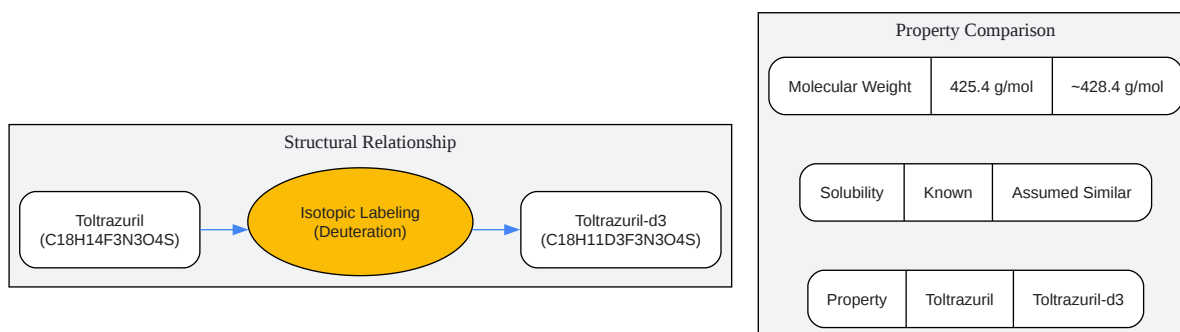 Structural Relationship
Toltrazuril
(C18H14F3N3O4S)
Isotopic Labeling
(Deuteration)
Toltrazuril-d3
(C18H11D3F3N3O4S)
Property Comparison
Molecular Weight 425.4 g/mol ~428.4 g/mol
Solubility Known Assumed Similar
Property Toltrazuril Toltrazuril-d3